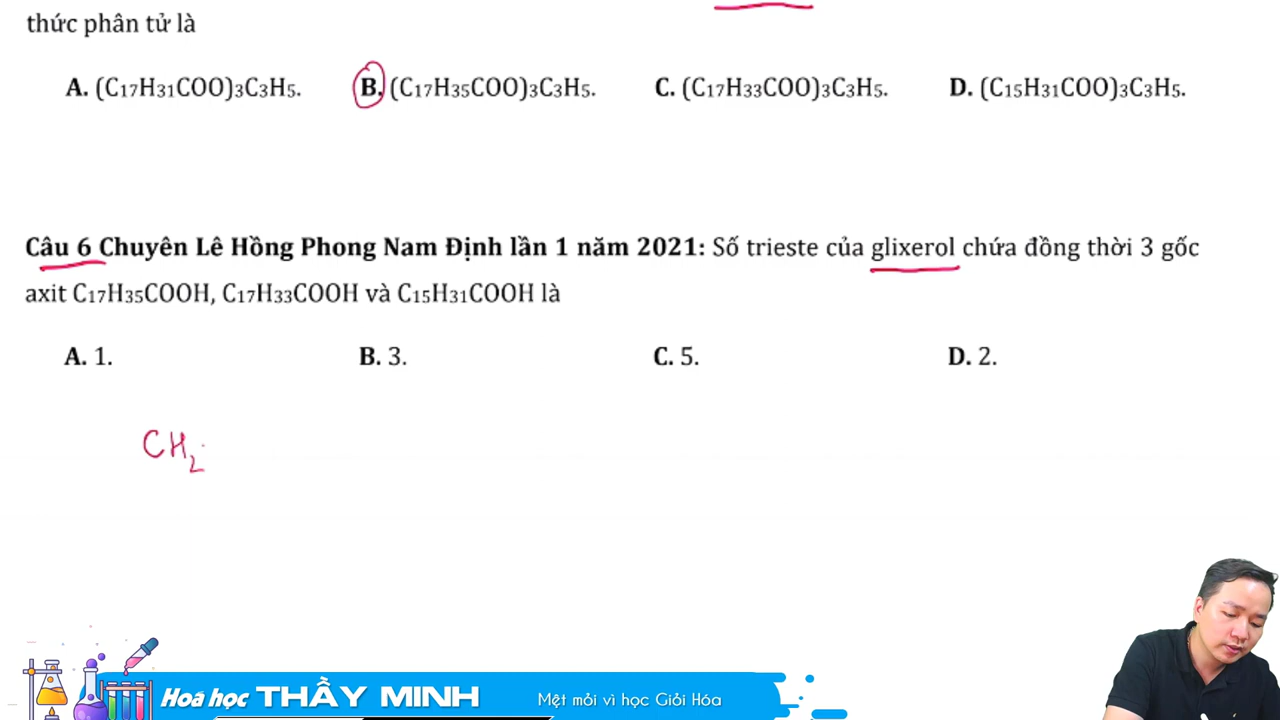 thức phân tử là
A. (C₁₇H₃₁COO)₃C₃H₅. B. (C₁₇H₃₅COO)₃C₃H₅. C. (C₁₇H₃₃COO)₃C₃H₅. D. (C₁₅H₃₁COO)₃C₃H₅.
Câu 6 Chuyên Lê Hồng Phong Nam Định lần 1 năm 2021: Số trieste của glixerol chứa đồng thời 3 gốc
axit C₁₇H₃₅COOH, C₁₇H₃₃COOH và C₁₅H₃₁COOH là
A. 1. B. 3. C. 5. D. 2.
CH₂
Hoá học THẦY MINH Mệt mỏi vì học Giỏi Hóa